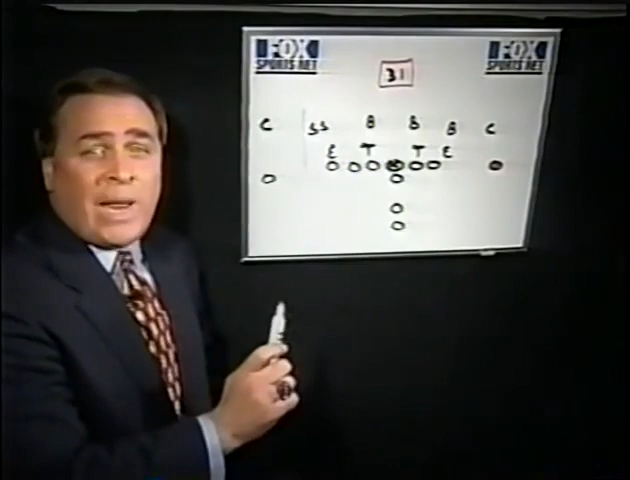 FOX FOX
SPORTS NET SPORTS NET
31
C SS B B B C
E T T E